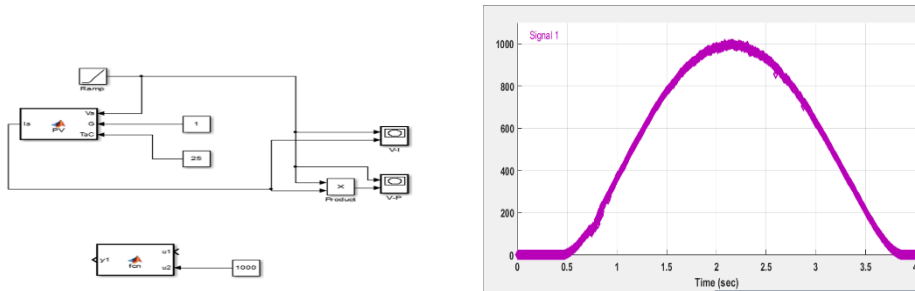 Ramp
Va
Ia
G
PV
TaC
1
25
V-I
X
Product
V-P
y1
fcn
u1
u2
1000
Signal 1
1000
800
600
400
200
0
0 0.5 1 1.5 2 2.5 3 3.5 4
Time (sec)